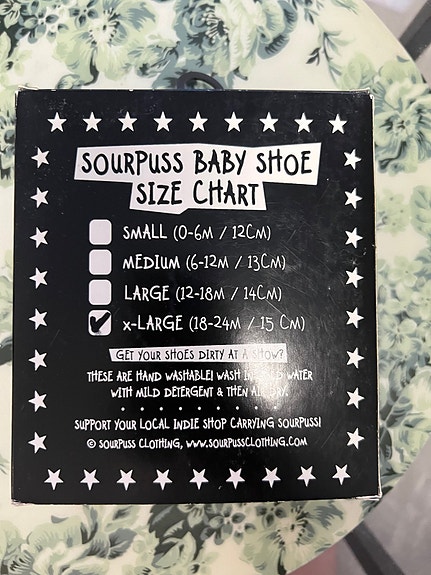 SOURPUSS BABY SHOE
SIZE CHART
SMALL (0-6M / 12CM)
MEDIUM (6-12M / 13CM)
LARGE (12-18M / 14CM)
X-LARGE (18-24M / 15 CM)
GET YOUR SHOES DIRTY AT A SHOW?
THESE ARE HAND WASHABLE! WASH IN COLD WATER
WITH MILD DETERGENT & THEN AIR DRY.
SUPPORT YOUR LOCAL INDIE SHOP CARRYING SOURPUSS!
© SOURPUSS CLOTHING, WWW.SOURPUSSCLOTHING.COM